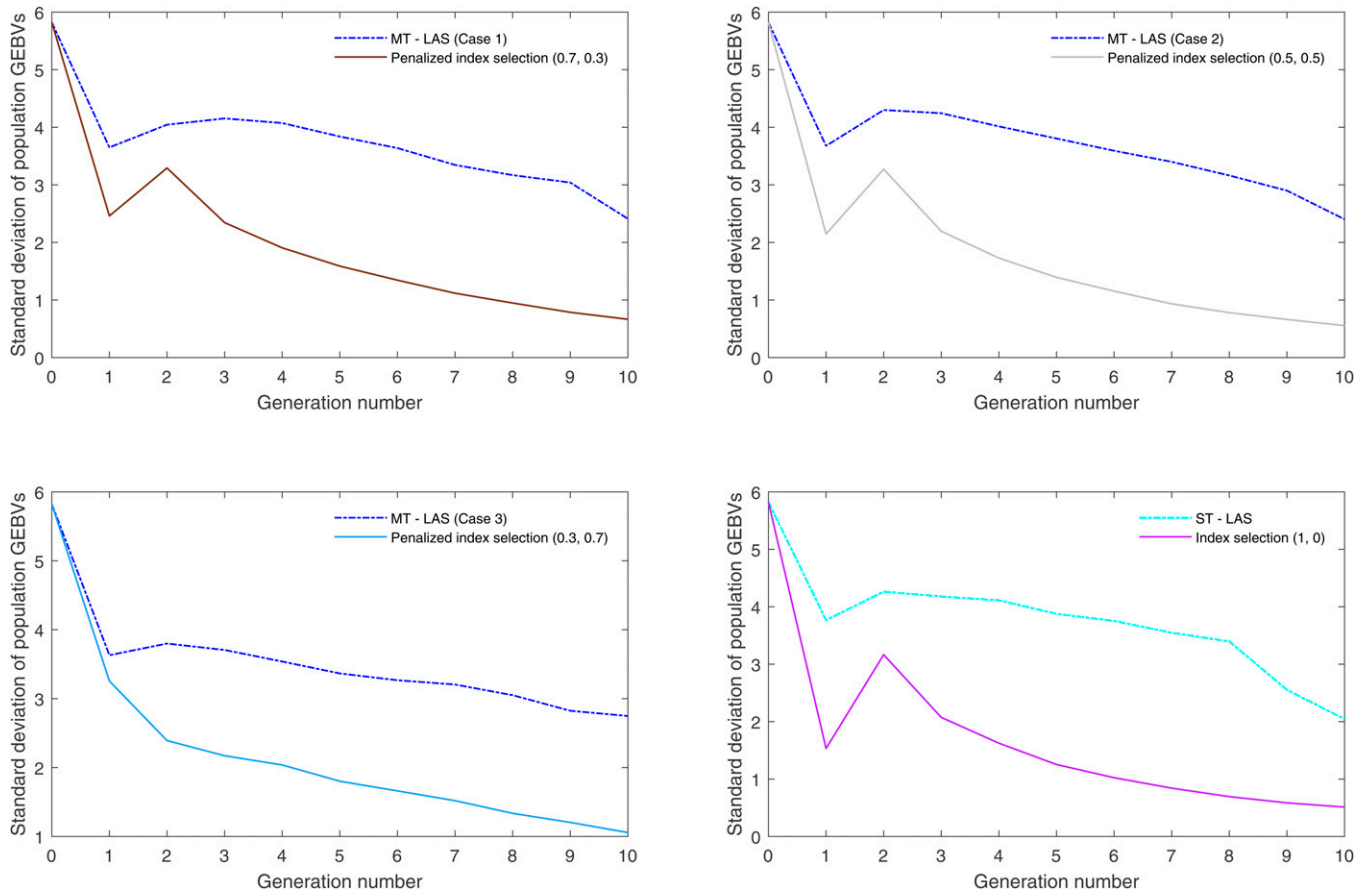 Standard deviation of population GEBVs
6
5
4
3
2
1
0
MT - LAS (Case 1)
Penalized index selection (0.7, 0.3)
0 1 2 3 4 5 6 7 8 9 10
Generation number
Standard deviation of population GEBVs
6
5
4
3
2
1
0
MT - LAS (Case 2)
Penalized index selection (0.5, 0.5)
0 1 2 3 4 5 6 7 8 9 10
Generation number
Standard deviation of population GEBVs
6
5
4
3
2
1
MT - LAS (Case 3)
Penalized index selection (0.3, 0.7)
0 1 2 3 4 5 6 7 8 9 10
Generation number
Standard deviation of population GEBVs
6
5
4
3
2
1
0
ST - LAS
Index selection (1, 0)
0 1 2 3 4 5 6 7 8 9 10
Generation number